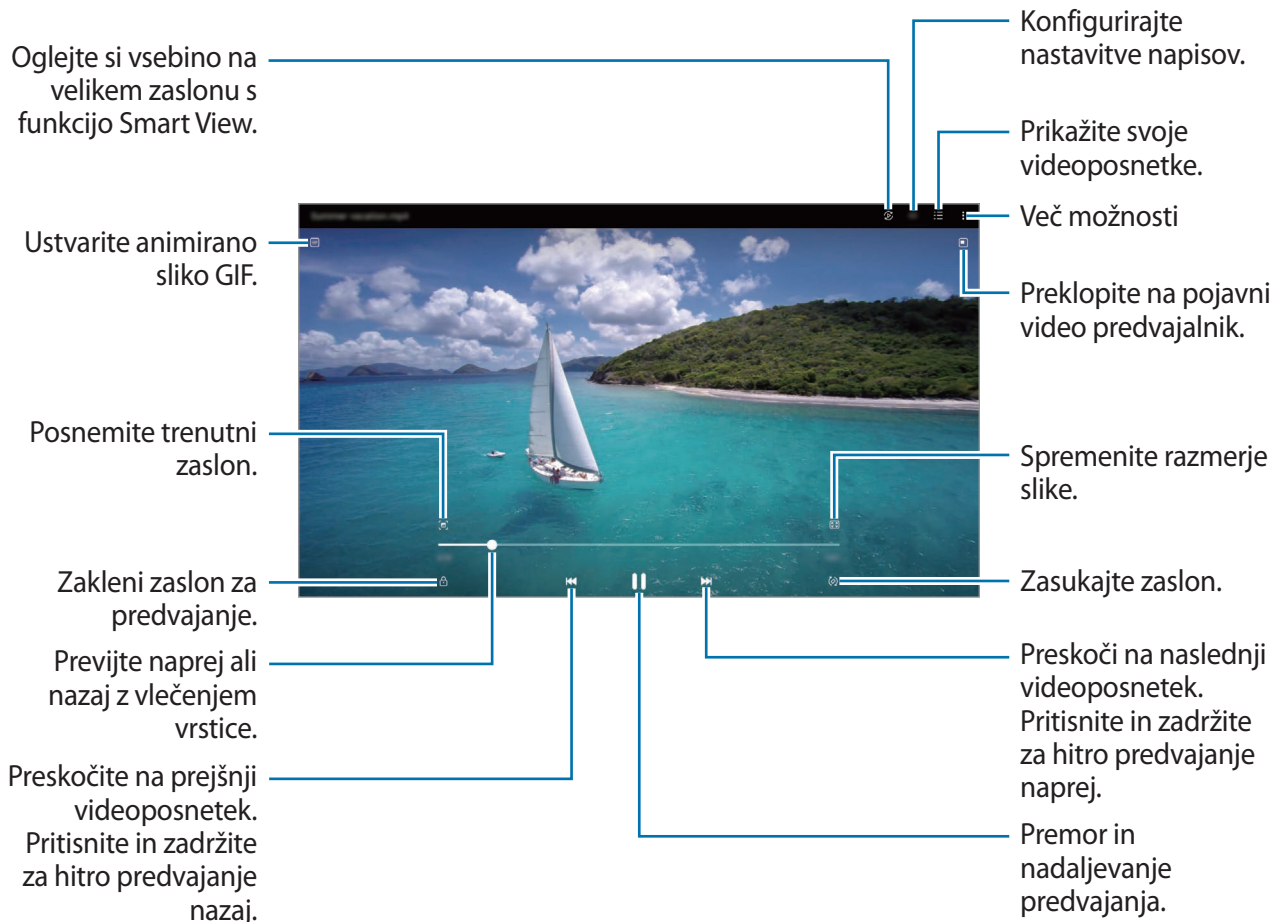 Oglejte si vsebino na
velikem zaslonu s
funkcijo Smart View.
Ustvarite animirano
sliko GIF.
Posnemite trenutni
zaslon.
Zakleni zaslon za
predvajanje.
Previjte naprej ali
nazaj z vlečenjem
vrstice.
Preskočite na prejšnji
videoposnetek.
Pritisnite in zadržite
za hitro predvajanje
nazaj.
Summer vacation.mp4
Konfigurirajte
nastavitve napisov.
Prikažite svoje
videoposnetke.
Več možnosti
Preklopite na pojavni
video predvajalnik.
Spremenite razmerje
slike.
Zasukajte zaslon.
Preskoči na naslednji
videoposnetek.
Pritisnite in zadržite
za hitro predvajanje
naprej.
Premor in
nadaljevanje
predvajanja.